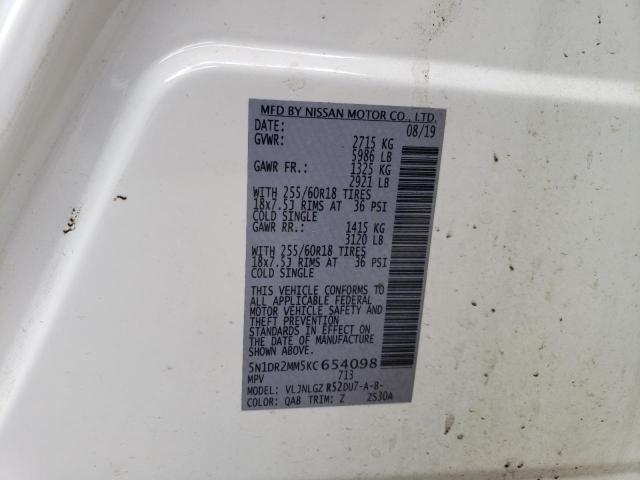 MFD BY NISSAN MOTOR CO., LTD.
DATE: 08/19
GVWR: 2715 KG
5986 LB
GAWR FR.: 1325 KG
2921 LB
WITH 255/60R18 TIRES
18x7.5J RIMS AT 36 PSI
COLD SINGLE
GAWR RR.: 1415 KG
3120 LB
WITH 255/60R18 TIRES
18x7.5J RIMS AT 36 PSI
COLD SINGLE
THIS VEHICLE CONFORMS TO
ALL APPLICABLE FEDERAL
MOTOR VEHICLE SAFETY AND
THEFT PREVENTION
STANDARDS IN EFFECT ON
THE DATE OF MANUFACTURE
SHOWN ABOVE.
5N1DR2MM5KC654098
MPV 713
MODEL: VLJNLGZ R52DU7-A-B-
COLOR: QAB TRIM: Z ZS30A